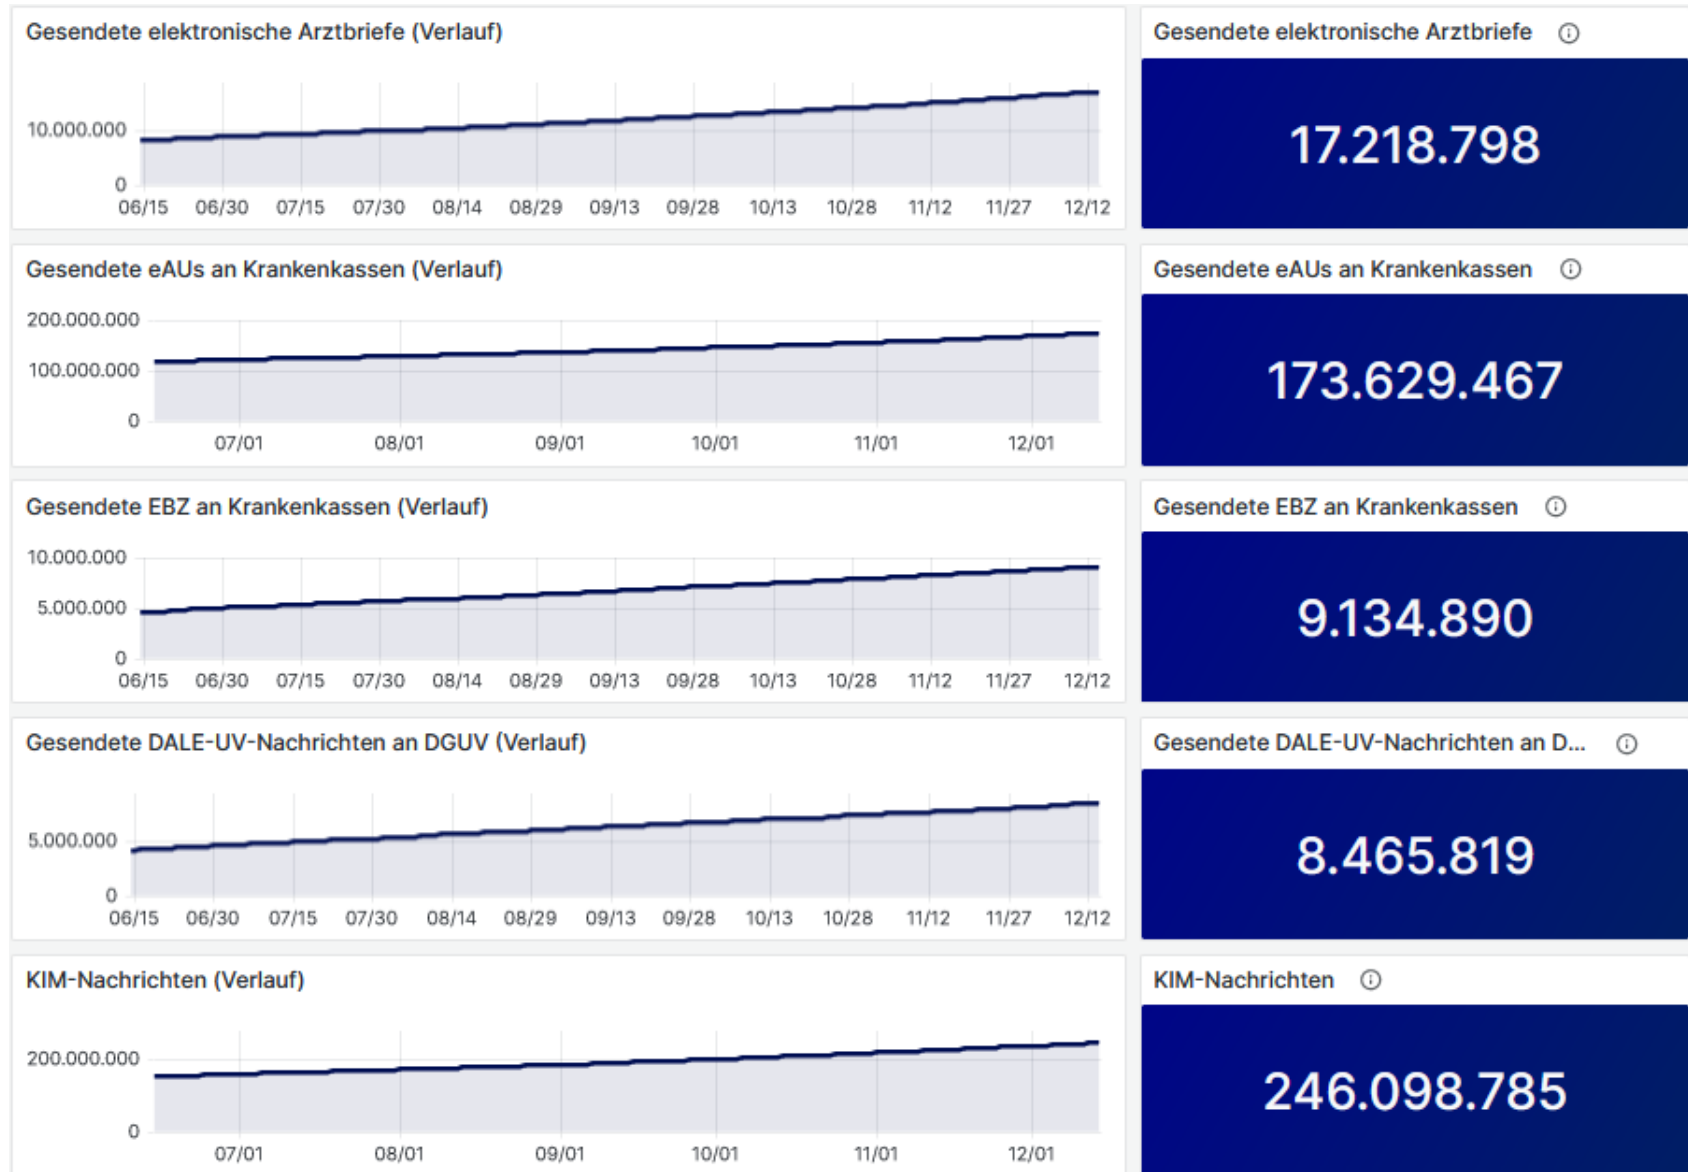 Gesendete elektronische Arztbriefe (Verlauf)
10.000.000
0
06/15 06/30 07/15 07/30 08/14 08/29 09/13 09/28 10/13 10/28 11/12 11/27 12/12
Gesendete elektronische Arztbriefe
17.218.798
Gesendete eAUs an Krankenkassen (Verlauf)
200.000.000
100.000.000
0
07/01 08/01 09/01 10/01 11/01 12/01
Gesendete eAUs an Krankenkassen
173.629.467
Gesendete EBZ an Krankenkassen (Verlauf)
10.000.000
5.000.000
0
06/15 06/30 07/15 07/30 08/14 08/29 09/13 09/28 10/13 10/28 11/12 11/27 12/12
Gesendete EBZ an Krankenkassen
9.134.890
Gesendete DALE-UV-Nachrichten an DGUV (Verlauf)
5.000.000
0
06/15 06/30 07/15 07/30 08/14 08/29 09/13 09/28 10/13 10/28 11/12 11/27 12/12
Gesendete DALE-UV-Nachrichten an D...
8.465.819
KIM-Nachrichten (Verlauf)
200.000.000
0
07/01 08/01 09/01 10/01 11/01 12/01
KIM-Nachrichten
246.098.785